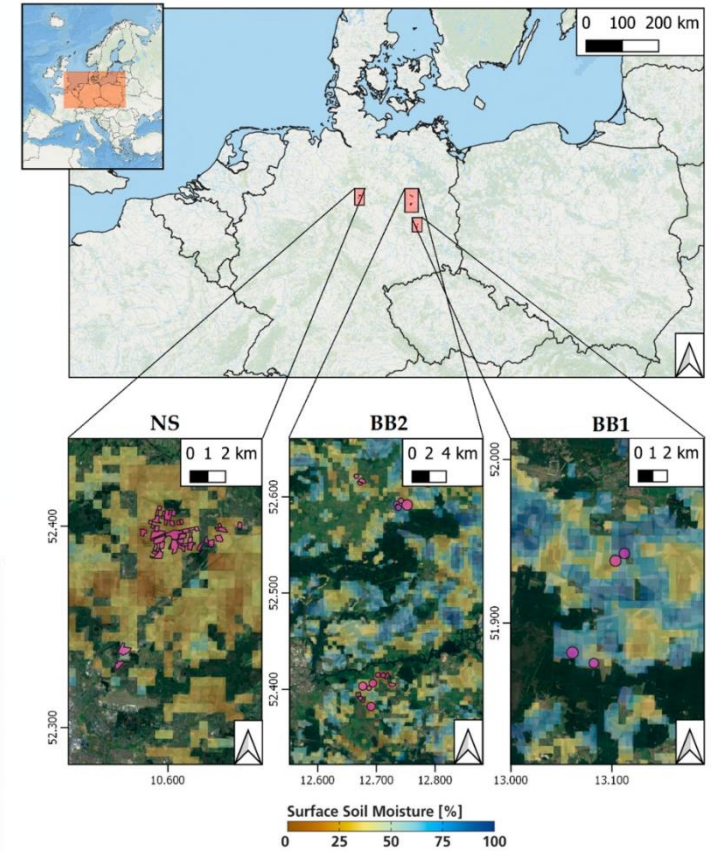 0 100 200 km
NS
BB2
BB1
0 1 2 km
0 2 4 km
0 1 2 km
52.400
52.300
10.600
52.600
52.500
52.400
12.600 12.700 12.800
52.000
51.900
13.000 13.100
Surface Soil Moisture [%]
0 25 50 75 100